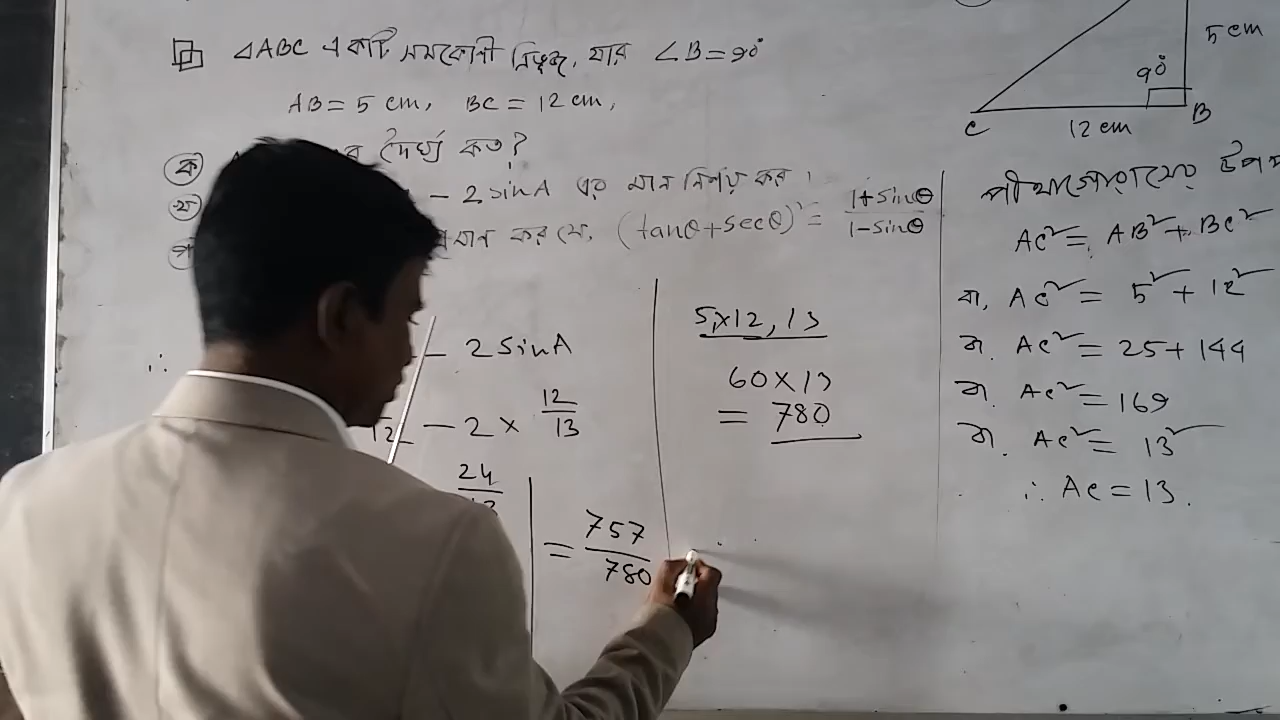 △ABC একটি সমকোণী ত্রিভুজ, যার ∠B = 90°
AB = 5 cm, BC = 12 cm,
ক দৈর্ঘ্য কত?
খ - 2 sinA এর মান নির্ণয় কর।
গ কর যে, (tanθ + secθ)² = 1+sinθ / 1-sinθ
∴ - 2 sinA
12 - 2 × 12/13
24
= 757/780
5×12, 13
60 × 13
= 780
5 cm
90°
C 12 cm B
পীথাগোরাসের
AC² = AB² + BC²
বা, AC² = 5² + 12²
বা. AC² = 25 + 144
বা. AC² = 169
বা. AC² = 13²
∴ AC = 13.